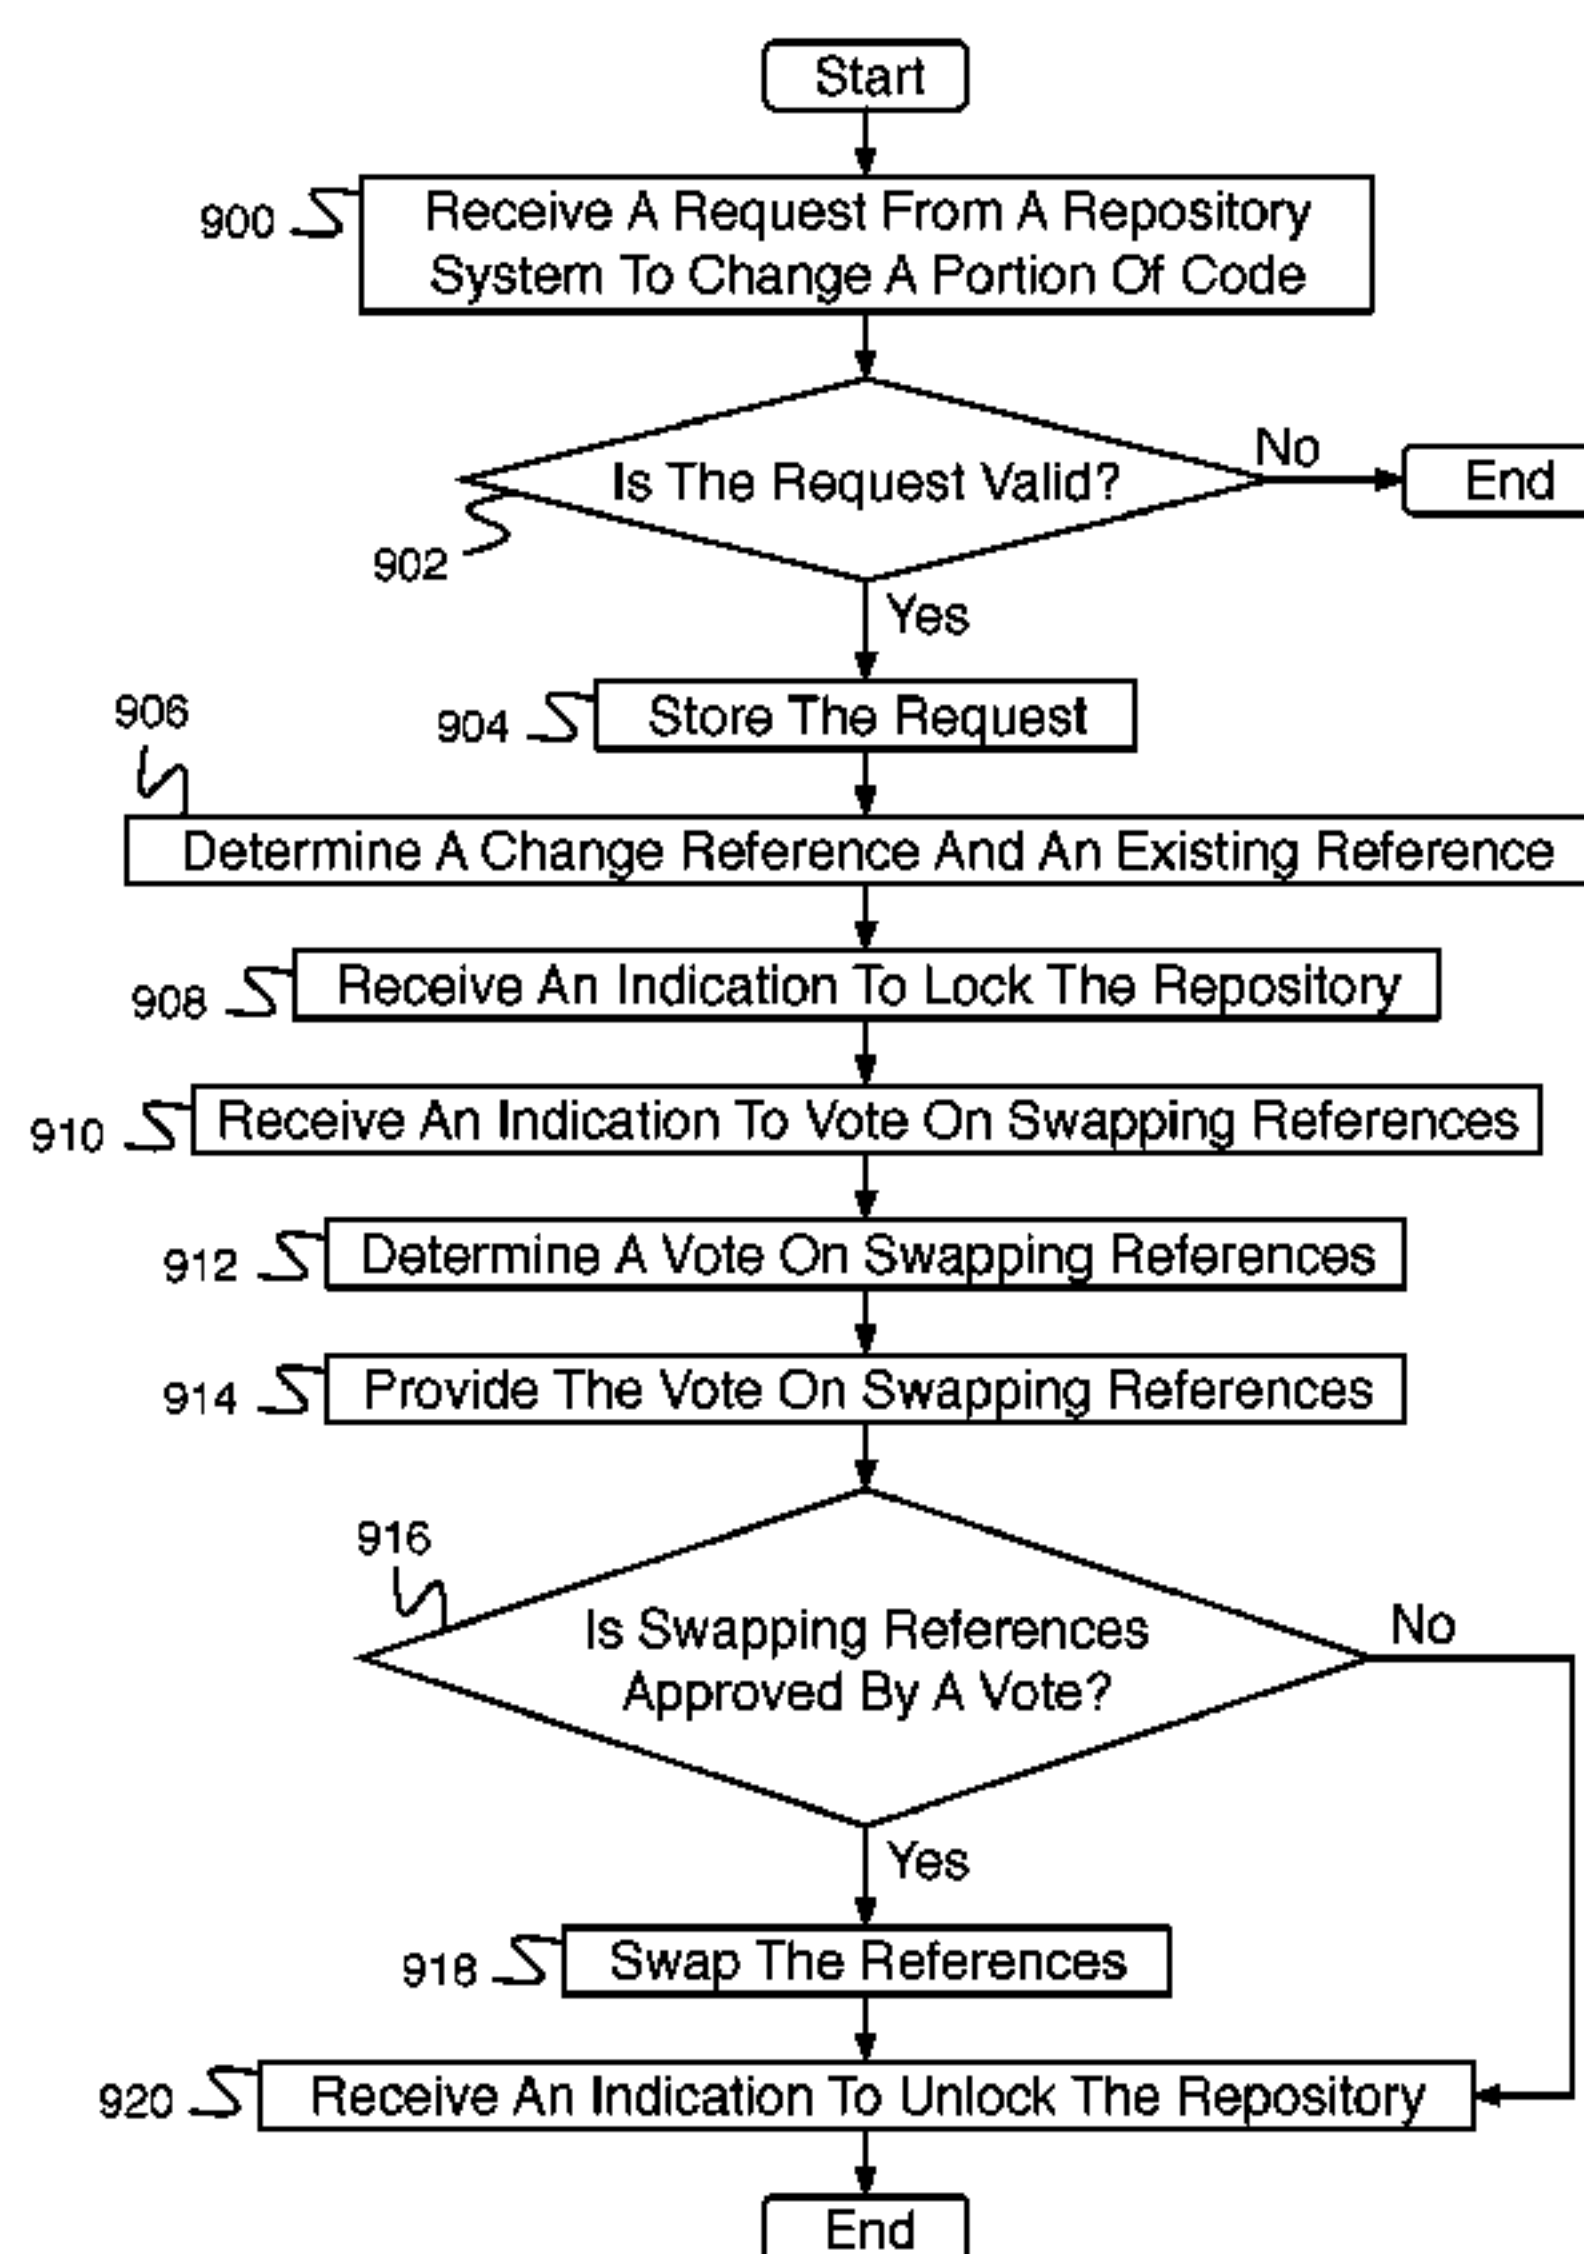 Start
900
Receive A Request From A Repository
System To Change A Portion Of Code
Is The Request Valid?
No
End
902
Yes
904
Store The Request
906
Determine A Change Reference And An Existing Reference
908
Receive An Indication To Lock The Repository
910
Receive An Indication To Vote On Swapping References
912
Determine A Vote On Swapping References
914
Provide The Vote On Swapping References
916
Is Swapping References
Approved By A Vote?
No
Yes
918
Swap The References
920
Receive An Indication To Unlock The Repository
End